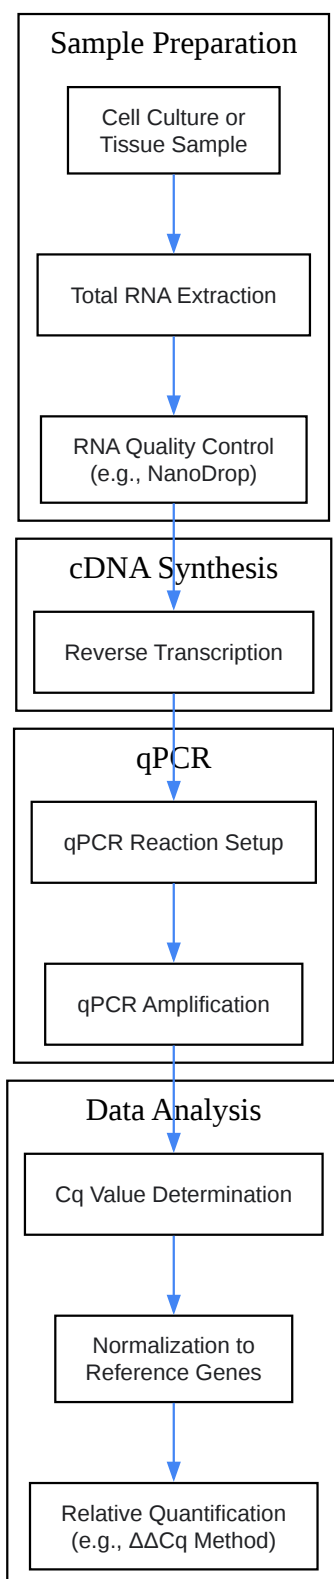 Sample Preparation
Cell Culture or
Tissue Sample
Total RNA Extraction
RNA Quality Control
(e.g., NanoDrop)
cDNA Synthesis
Reverse Transcription
qPCR
qPCR Reaction Setup
qPCR Amplification
Data Analysis
Cq Value Determination
Normalization to
Reference Genes
Relative Quantification
(e.g., ΔΔCq Method)